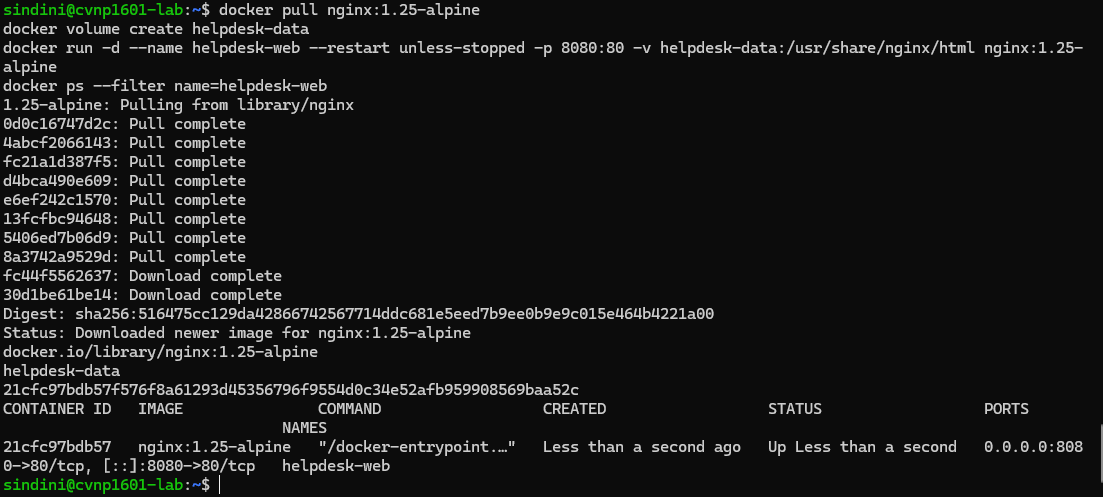 sindini@cvnp1601-lab:~$ docker pull nginx:1.25-alpine
docker volume create helpdesk-data
docker run -d --name helpdesk-web --restart unless-stopped -p 8080:80 -v helpdesk-data:/usr/share/nginx/html nginx:1.25-
alpine
docker ps --filter name=helpdesk-web
1.25-alpine: Pulling from library/nginx
0d0c16747d2c: Pull complete
4abcf2066143: Pull complete
fc21a1d387f5: Pull complete
d4bca490e609: Pull complete
e6ef242c1570: Pull complete
13fcfbc94648: Pull complete
5406ed7b06d9: Pull complete
8a3742a9529d: Pull complete
fc44f5562637: Download complete
30d1be61be14: Download complete
Digest: sha256:516475cc129da42866742567714ddc681e5eed7b9ee0b9e9c015e464b4221a00
Status: Downloaded newer image for nginx:1.25-alpine
docker.io/library/nginx:1.25-alpine
helpdesk-data
21cfc97bdb57f576f8a61293d45356796f9554d0c34e52afb959908569baa52c
CONTAINER ID   IMAGE               COMMAND                  CREATED                  STATUS                  PORTS
                               NAMES
21cfc97bdb57   nginx:1.25-alpine   "/docker-entrypoint.…"   Less than a second ago   Up Less than a second   0.0.0.0:808
0->80/tcp, [::]:8080->80/tcp   helpdesk-web
sindini@cvnp1601-lab:~$